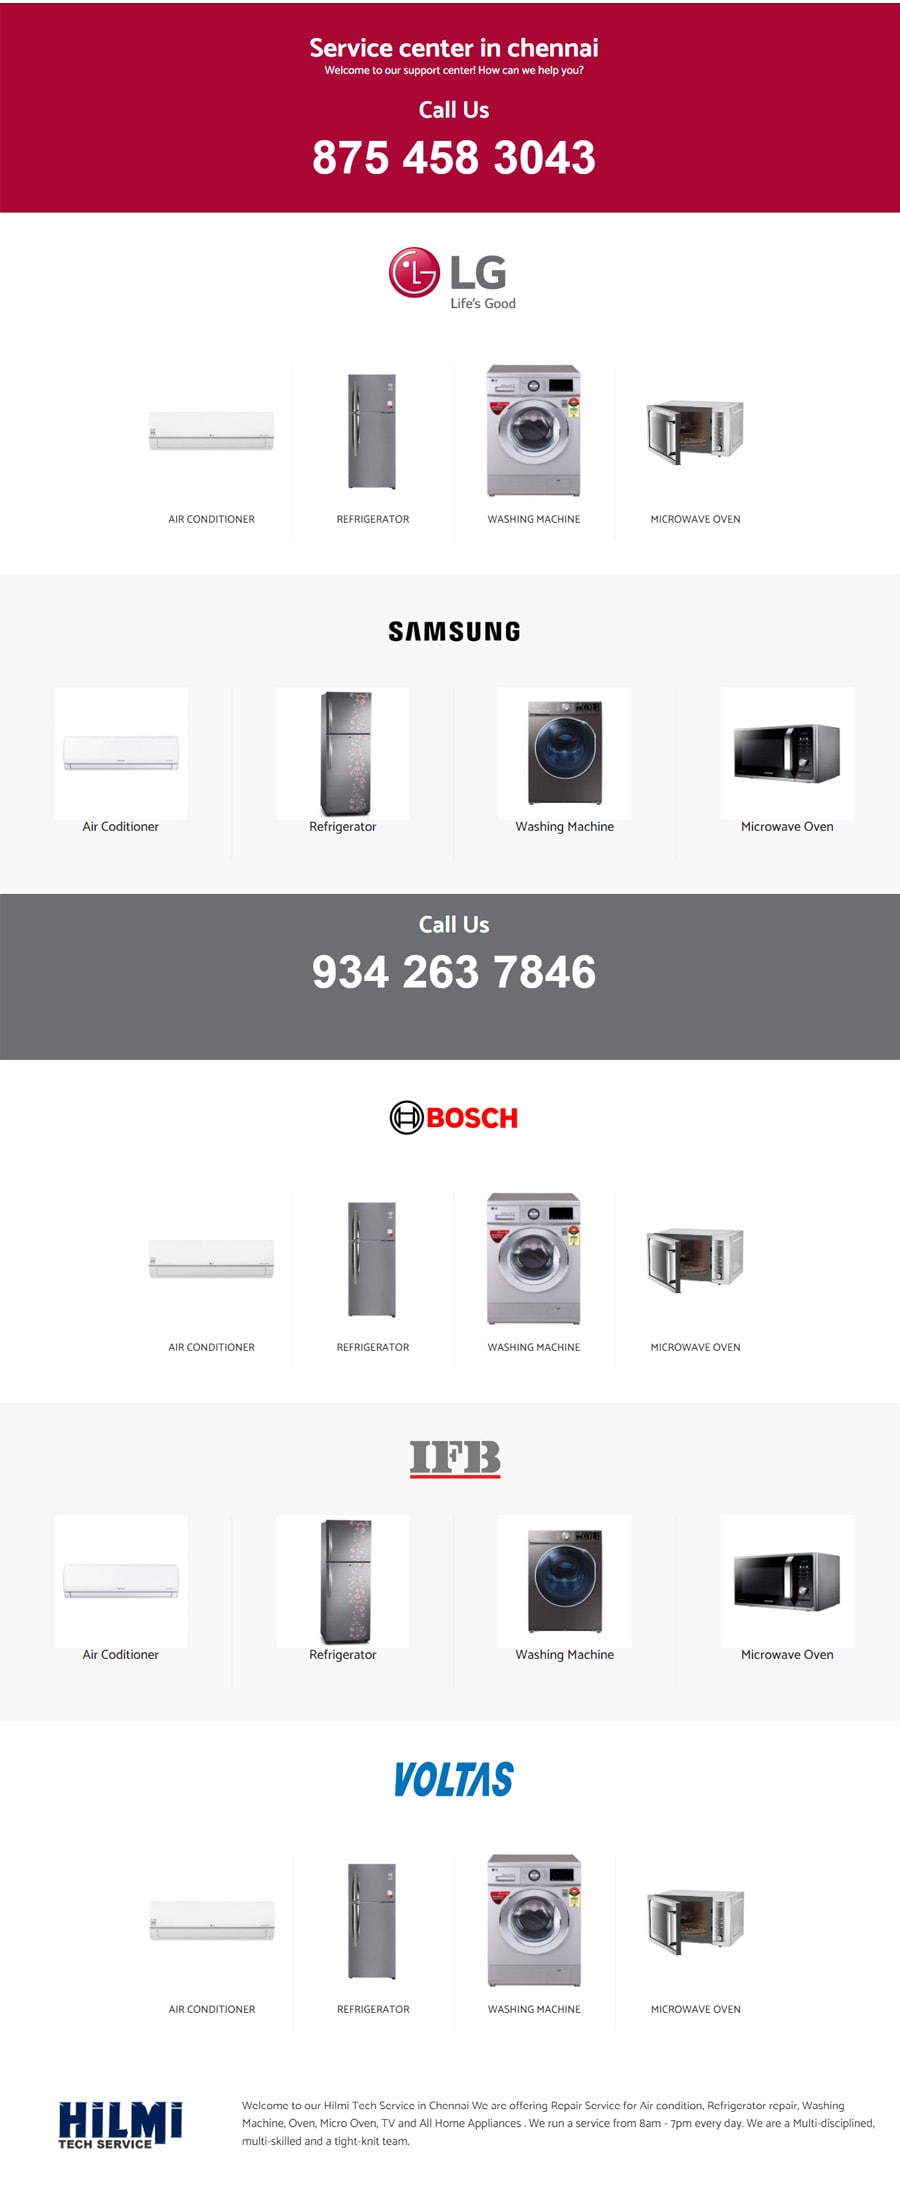 Service center in chennai
Welcome to our support center! How can we help you?
Call Us
875 458 3043
LG
Life's Good
AIR CONDITIONER
REFRIGERATOR
WASHING MACHINE
MICROWAVE OVEN
SAMSUNG
Air Coditioner
Refrigerator
Washing Machine
Microwave Oven
Call Us
934 263 7846
BOSCH
AIR CONDITIONER
REFRIGERATOR
WASHING MACHINE
MICROWAVE OVEN
IFB
Air Coditioner
Refrigerator
Washing Machine
Microwave Oven
VOLTAS
AIR CONDITIONER
REFRIGERATOR
WASHING MACHINE
MICROWAVE OVEN
HiLMi
TECH SERVICE
Welcome to our Hilmi Tech Service in Chennai We are offering Repair Service for Air condition, Refrigerator repair, Washing
Machine, Oven, Micro Oven, TV and All Home Appliances . We run a service from 8am - 7pm every day. We are a Multi-disciplined,
multi-skilled and a tight-knit team.